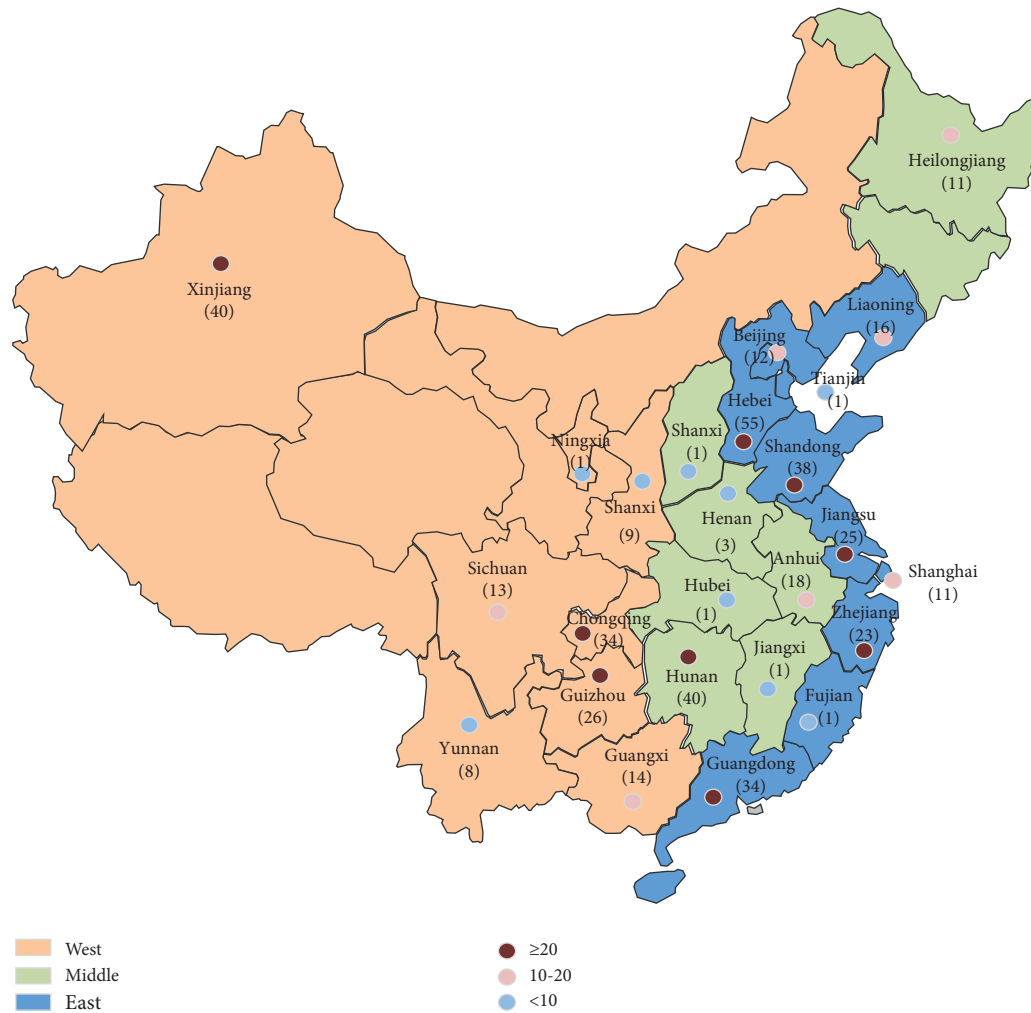 Heilongjiang
(11)
Xinjiang
(40)
Liaoning
(16)
Beijing
(12)
Tianjin
(1)
Hebei
(55)
Shanxi
(1)
Shandong
(38)
Ningxia
(1)
Shanxi
(9)
Henan
(3)
Jiangsu
(25)
Anhui
(18)
Shanghai
(11)
Sichuan
(13)
Hubei
(1)
Zhejiang
(23)
Chongqing
(34)
Jiangxi
(1)
Hunan
(40)
Guizhou
(26)
Fujian
(1)
Yunnan
(8)
Guangxi
(14)
Guangdong
(34)
West
Middle
East
≥20
10-20
<10